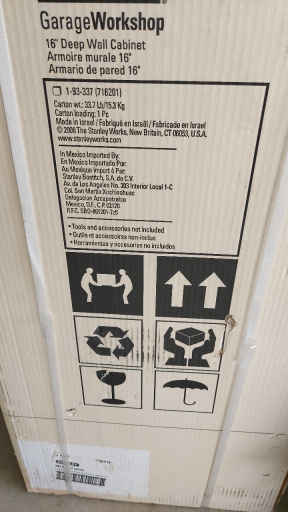 GarageWorkshop
16" Deep Wall Cabinet
Armoire murale 16"
Armario de pared 16"
1-93-337 (716201)
Carton wt.: 33.7 Lb/15.3 Kg
Carton loading: 1 Pc
Made in Israel / Fabriqué en Israël / Fabricado en Israel
© 2006 The Stanley Works, New Britain, CT 06053, U.S.A.
www.stanleyworks.com
In Mexico Imported By:
En Mexico Importado Por:
Au Mexique Import À Par:
Stanley Bostitch, S.A. de C.V.
Av. de Los Angeles No. 303 Interior Local 1-C
Col. San Martin Xochinahuac
Delegacion Azcapotzalco
Mexico, D.F., C.P. 02120
• Tools and accessories not included
• Outils et accessoires non-inclus
• Herramientas y accesorios no incluidos